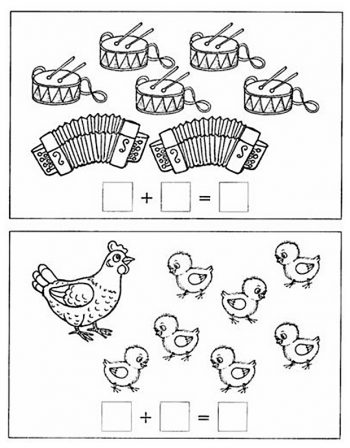 + =
+ =